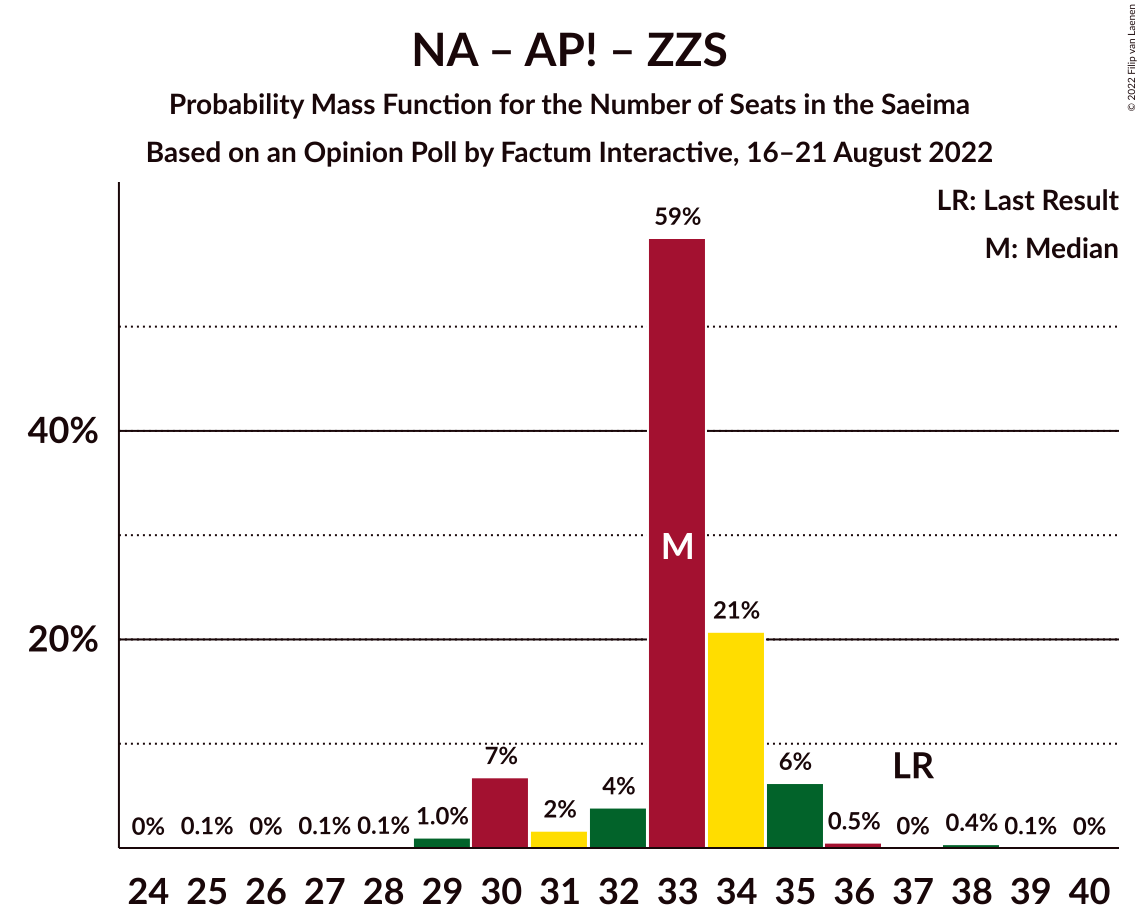 NA – AP! – ZZS
Probability Mass Function for the Number of Seats in the Saeima
Based on an Opinion Poll by Factum Interactive, 16–21 August 2022
© 2022 Filip van Laenen
LR: Last Result
M: Median
59%
40%
M
21%
20%
7%
6%
LR
4%
2%
1.0%
0.5%
0.4%
0% 0.1% 0% 0.1% 0.1% 0% 0.1% 0%
24 25 26 27 28 29 30 31 32 33 34 35 36 37 38 39 40